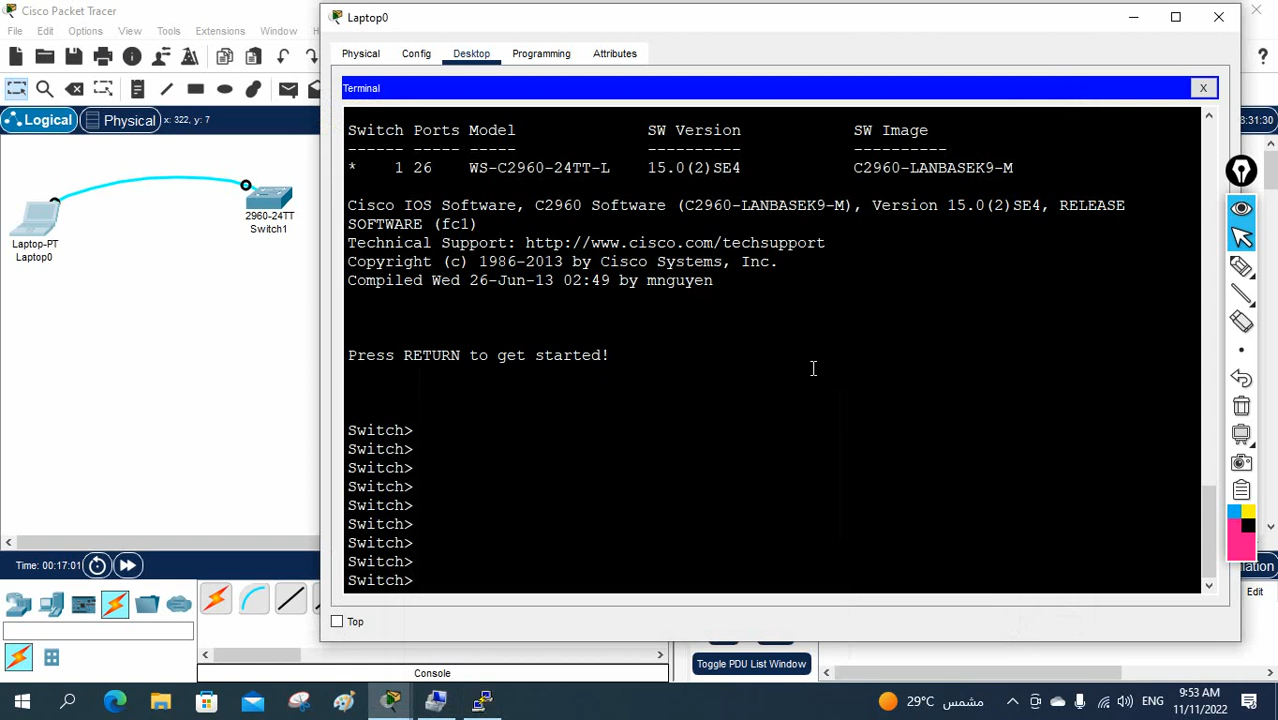 Cisco Packet Tracer
File Edit Options View Tools Extensions Window
Logical Physical x: 322, y: 7
Laptop-PT
Laptop0
2960-24TT
Switch1
Time: 00:17:01
Console
Laptop0
Physical Config Desktop Programming Attributes
Terminal X
Switch Ports Model SW Version SW Image
------ ----- ----- ---------- ----------
* 1 26 WS-C2960-24TT-L 15.0(2)SE4 C2960-LANBASEK9-M
Cisco IOS Software, C2960 Software (C2960-LANBASEK9-M), Version 15.0(2)SE4, RELEASE
SOFTWARE (fc1)
Technical Support: http://www.cisco.com/techsupport
Copyright (c) 1986-2013 by Cisco Systems, Inc.
Compiled Wed 26-Jun-13 02:49 by mnguyen
Press RETURN to get started!
Switch>
Switch>
Switch>
Switch>
Switch>
Switch>
Switch>
Switch>
Switch>
Top
Toggle PDU List Window
3:31:30
Edit
29°C مشمس
ENG
9:53 AM
11/11/2022